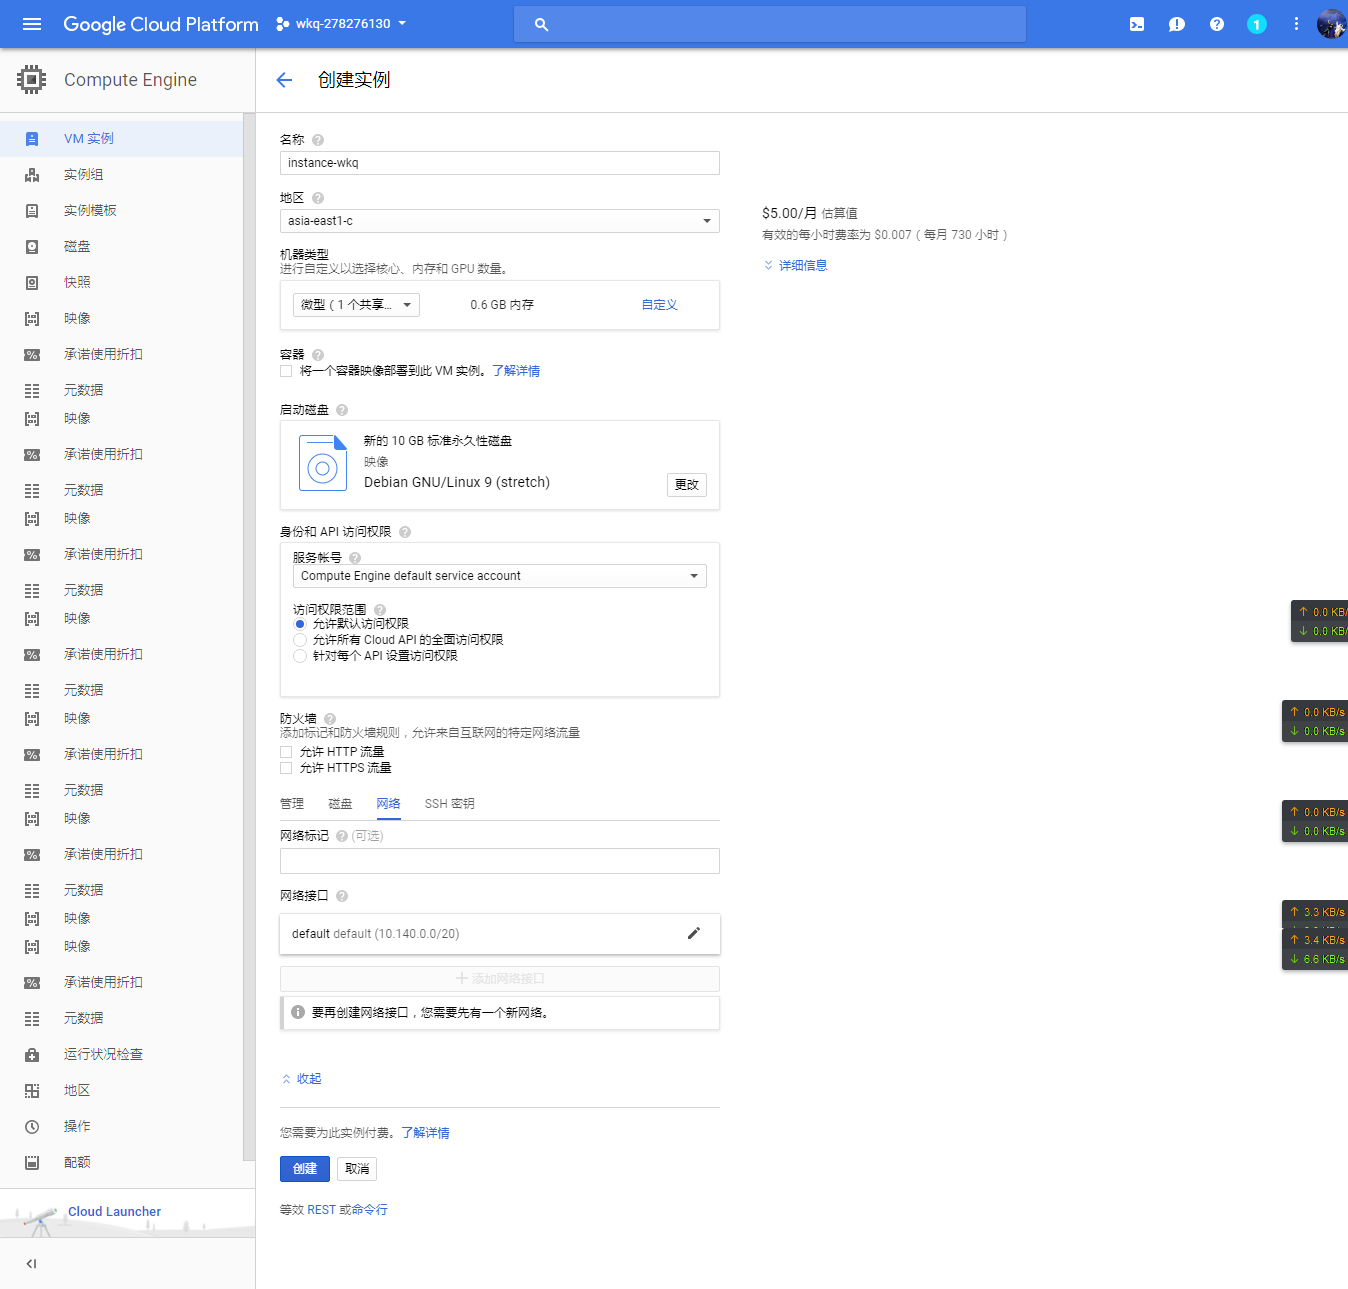 Google Cloud Platform
wkq-278276130
1
Compute Engine
创建实例
VM 实例
实例组
实例模板
磁盘
快照
映像
承诺使用折扣
元数据
映像
承诺使用折扣
元数据
映像
承诺使用折扣
元数据
映像
承诺使用折扣
元数据
映像
承诺使用折扣
元数据
映像
承诺使用折扣
元数据
映像
映像
承诺使用折扣
元数据
运行状况检查
地区
操作
配额
Cloud Launcher
名称
instance-wkq
地区
asia-east1-c
机器类型
进行自定义以选择核心、内存和 GPU 数量。
微型（1 个共享...
0.6 GB 内存
自定义
容器
将一个容器映像部署到此 VM 实例。了解详情
启动磁盘
新的 10 GB 标准永久性磁盘
映像
Debian GNU/Linux 9 (stretch)
更改
身份和 API 访问权限
服务帐号
Compute Engine default service account
访问权限范围
允许默认访问权限
允许所有 Cloud API 的全面访问权限
针对每个 API 设置访问权限
防火墙
添加标记和防火墙规则，允许来自互联网的特定网络流量
允许 HTTP 流量
允许 HTTPS 流量
管理 磁盘 网络 SSH 密钥
网络标记 (可选)
网络接口
default default (10.140.0.0/20)
添加网络接口
要再创建网络接口，您需要先有一个新网络。
收起
您需要为此实例付费。了解详情
创建 取消
等效 REST 或命令行
$5.00/月 估算值
有效的每小时费率为 $0.007（每月 730 小时）
详细信息
0.0 KB/
0.0 KB/
0.0 KB/s
0.0 KB/s
0.0 KB/s
0.0 KB/s
3.3 KB/s
3.4 KB/s
6.6 KB/s